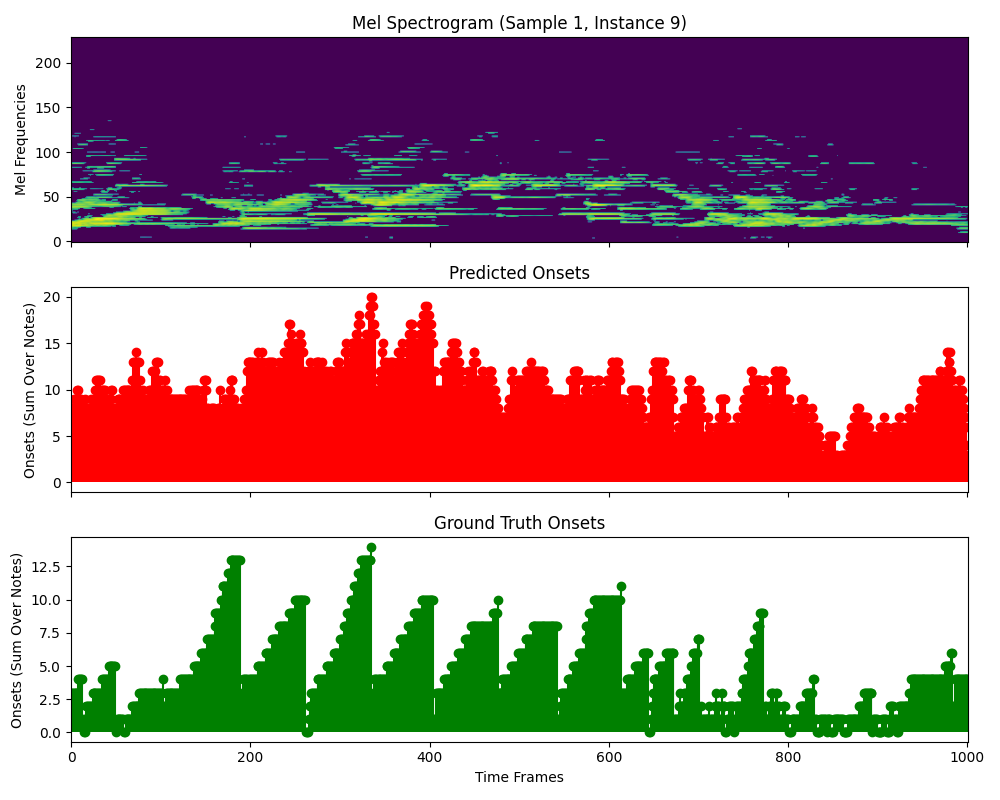 Mel Spectrogram (Sample 1, Instance 9)
200
150
100
50
0
Mel Frequencies
Predicted Onsets
20
15
10
5
0
Onsets (Sum Over Notes)
Ground Truth Onsets
12.5
10.0
7.5
5.0
2.5
0.0
Onsets (Sum Over Notes)
0 200 400 600 800 1000
Time Frames